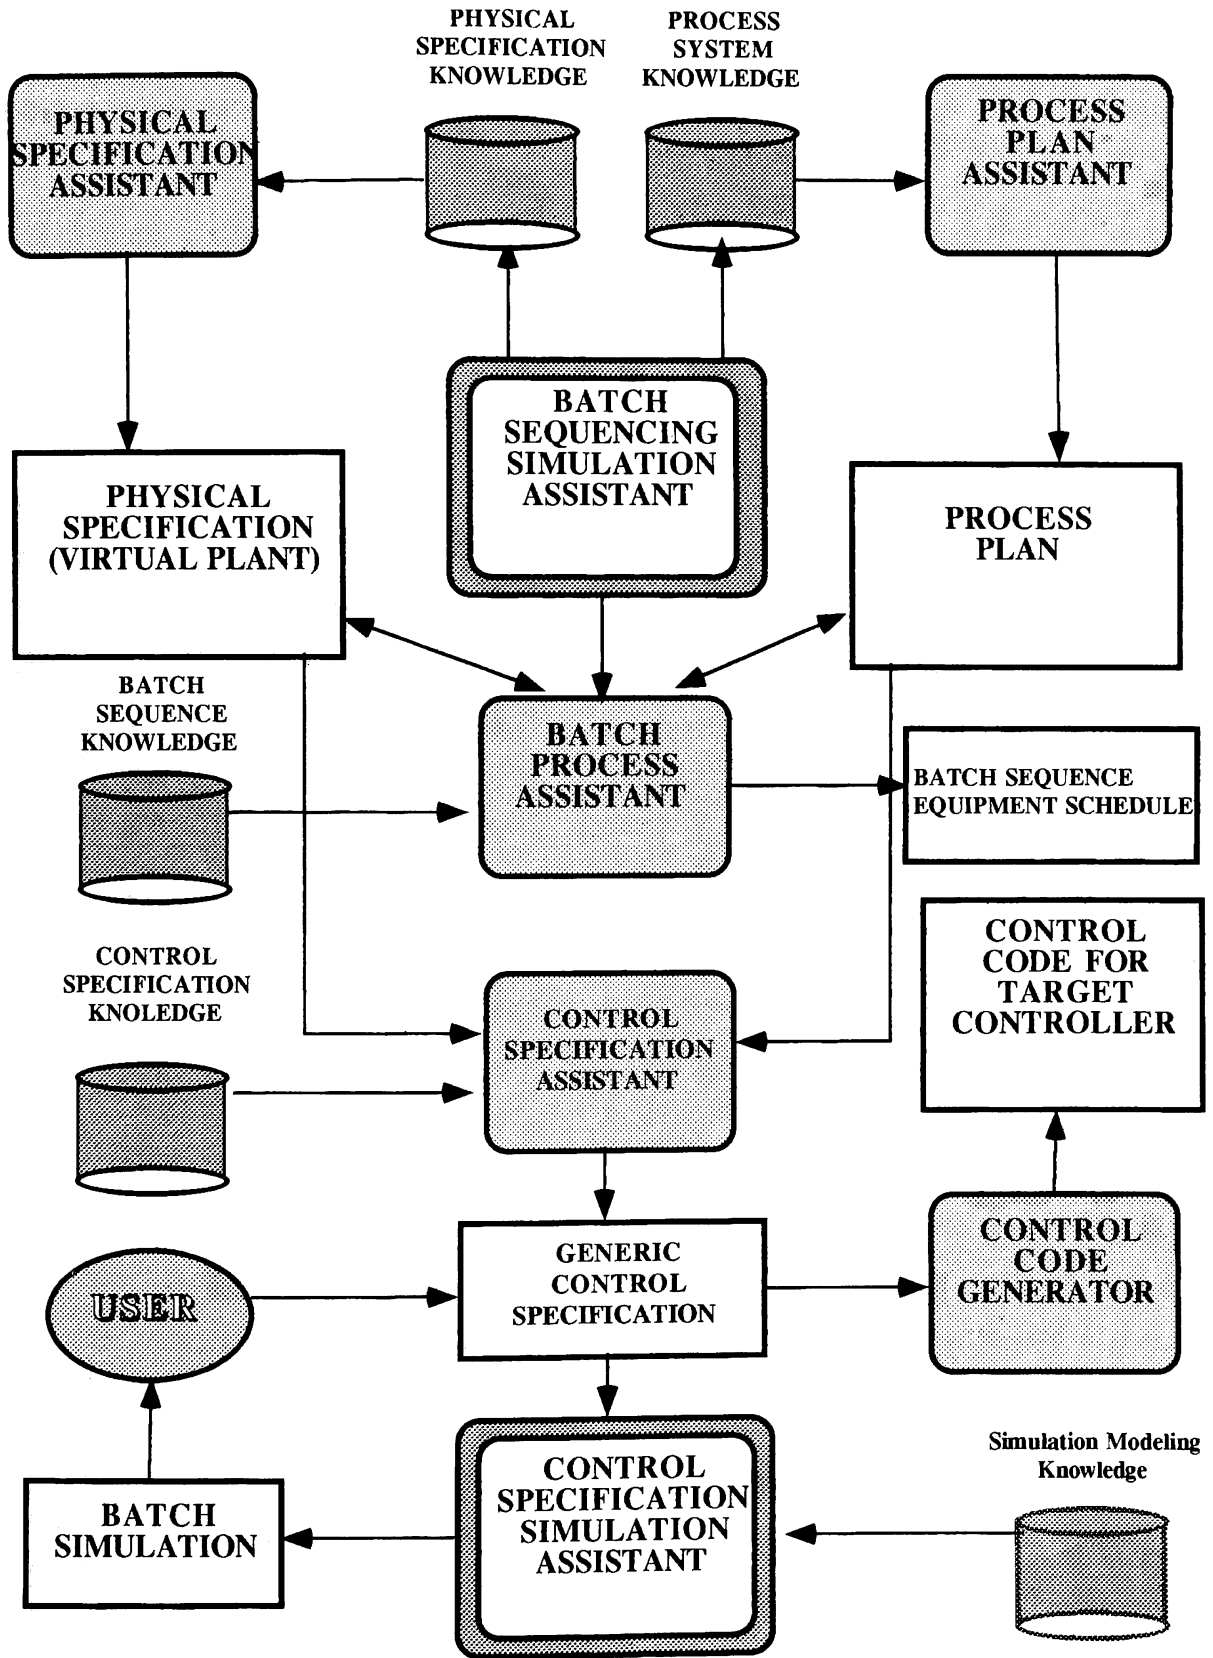 PHYSICAL
SPECIFICATION
KNOWLEDGE
PROCESS
SYSTEM
KNOWLEDGE
PHYSICAL
SPECIFICATION
ASSISTANT
PROCESS
PLAN
ASSISTANT
BATCH
SEQUENCING
SIMULATION
ASSISTANT
PHYSICAL
SPECIFICATION
(VIRTUAL PLANT)
PROCESS
PLAN
BATCH
SEQUENCE
KNOWLEDGE
BATCH
PROCESS
ASSISTANT
BATCH SEQUENCE
EQUIPMENT SCHEDULE
CONTROL
SPECIFICATION
KNOLEDGE
CONTROL
SPECIFICATION
ASSISTANT
CONTROL
CODE FOR
TARGET
CONTROLLER
USER
GENERIC
CONTROL
SPECIFICATION
CONTROL
CODE
GENERATOR
BATCH
SIMULATION
CONTROL
SPECIFICATION
SIMULATION
ASSISTANT
Simulation Modeling
Knowledge